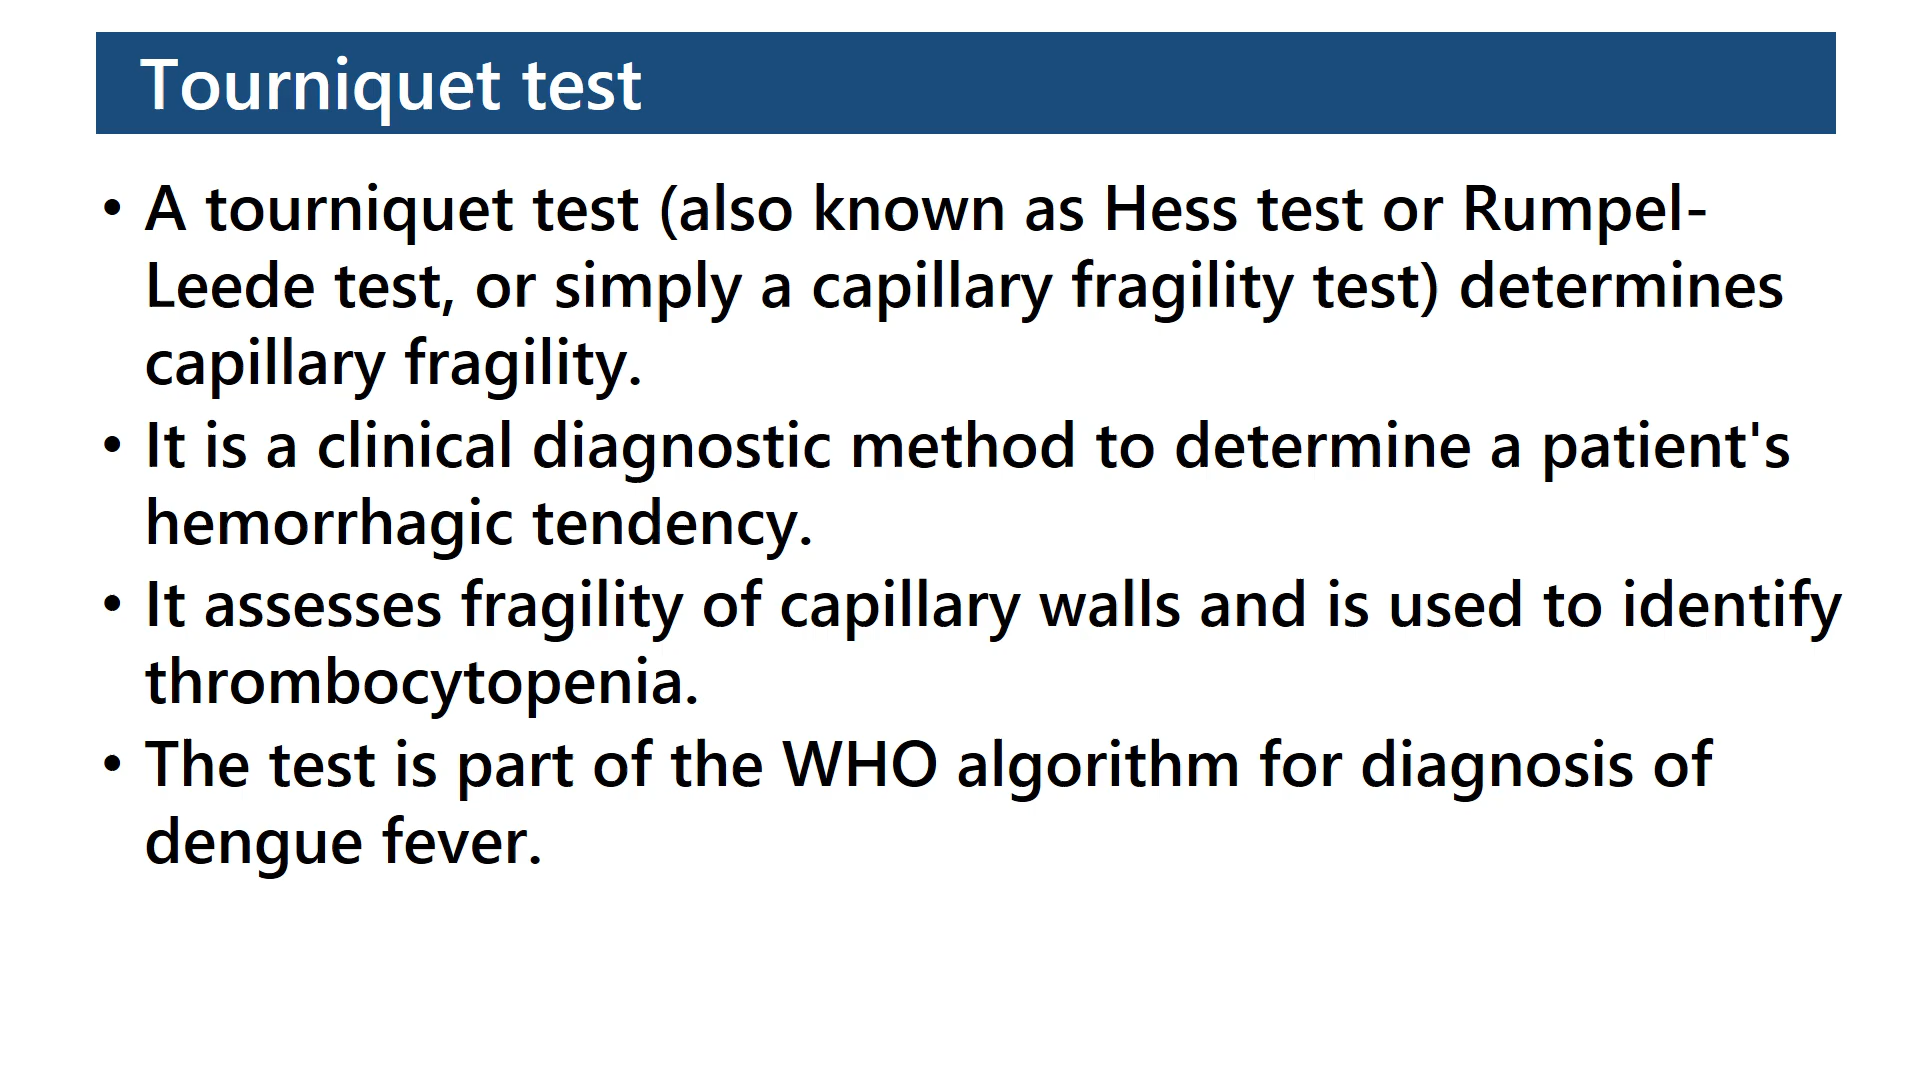 Tourniquet test
• A tourniquet test (also known as Hess test or Rumpel-
Leede test, or simply a capillary fragility test) determines
capillary fragility.
• It is a clinical diagnostic method to determine a patient's
hemorrhagic tendency.
• It assesses fragility of capillary walls and is used to identify
thrombocytopenia.
• The test is part of the WHO algorithm for diagnosis of
dengue fever.